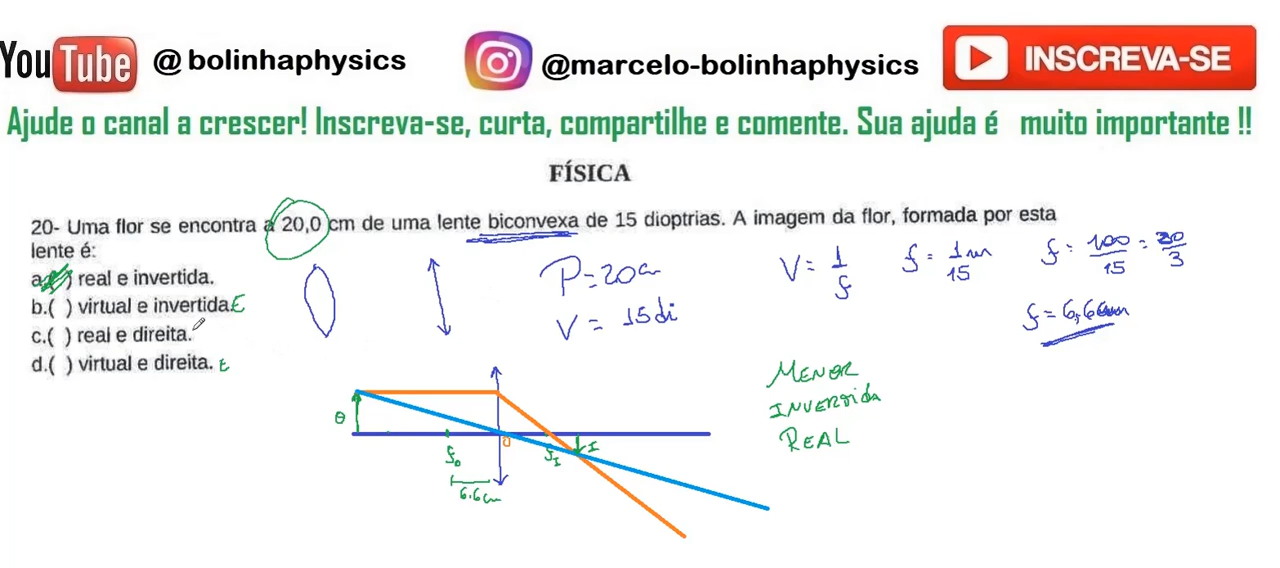 YouTube @bolinhaphysics @marcelo-bolinhaphysics INSCREVA-SE
Ajude o canal a crescer! Inscreva-se, curta, compartilhe e comente. Sua ajuda é muito importante !!
FÍSICA
20- Uma flor se encontra a 20,0 cm de uma lente biconvexa de 15 dioptrias. A imagem da flor, formada por esta
lente é:
a.( ) real e invertida.
b.( ) virtual e invertida. E
c.( ) real e direita.
d.( ) virtual e direita. E
P=20cm
V = 15di
V = 1/f
f = 1m/15
f = 100/15 = 20/3
f = 6,66cm
θ
fo
6.6cm
O
fI
I
MENOR
INVERTIDA
REAL